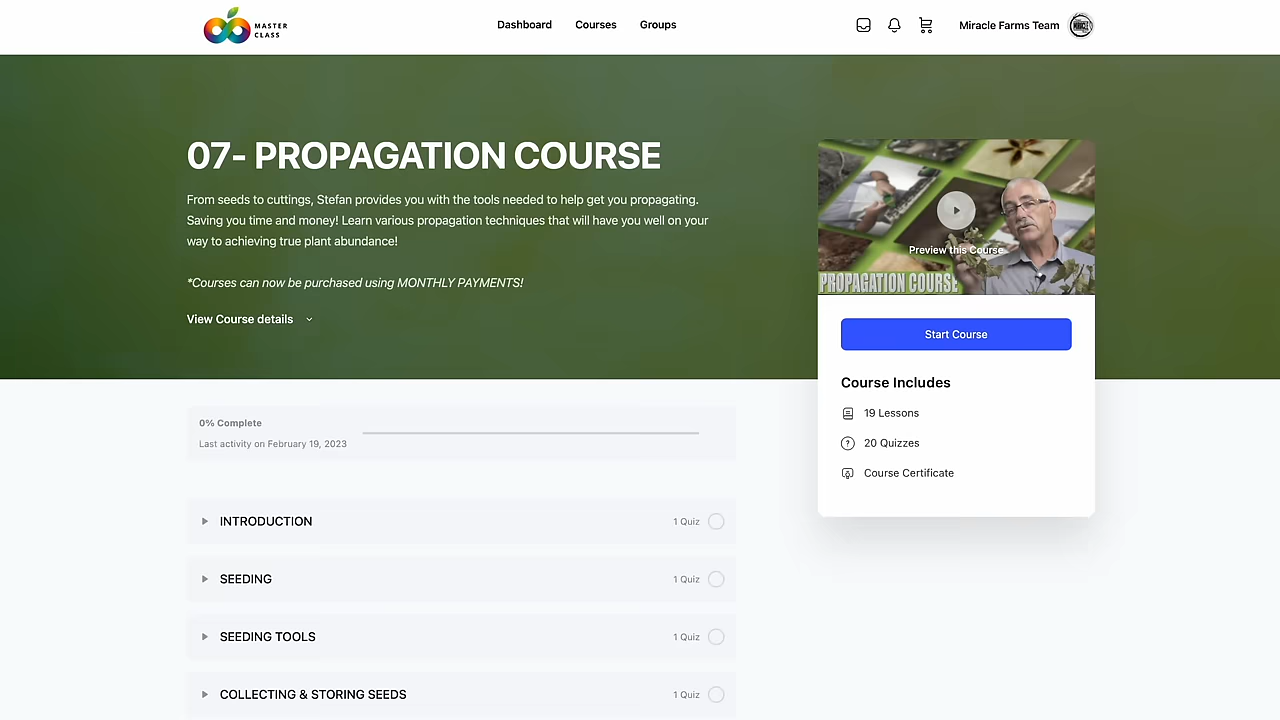 MASTER
CLASS
Dashboard
Courses
Groups
Miracle Farms Team
07- PROPAGATION COURSE
From seeds to cuttings, Stefan provides you with the tools needed to help get you propagating.
Saving you time and money! Learn various propagation techniques that will have you well on your
way to achieving true plant abundance!
*Courses can now be purchased using MONTHLY PAYMENTS!
View Course details
Preview this Course
PROPAGATION COURSE
Start Course
Course Includes
19 Lessons
20 Quizzes
Course Certificate
0% Complete
Last activity on February 19, 2023
INTRODUCTION
1 Quiz
SEEDING
1 Quiz
SEEDING TOOLS
1 Quiz
COLLECTING & STORING SEEDS
1 Quiz